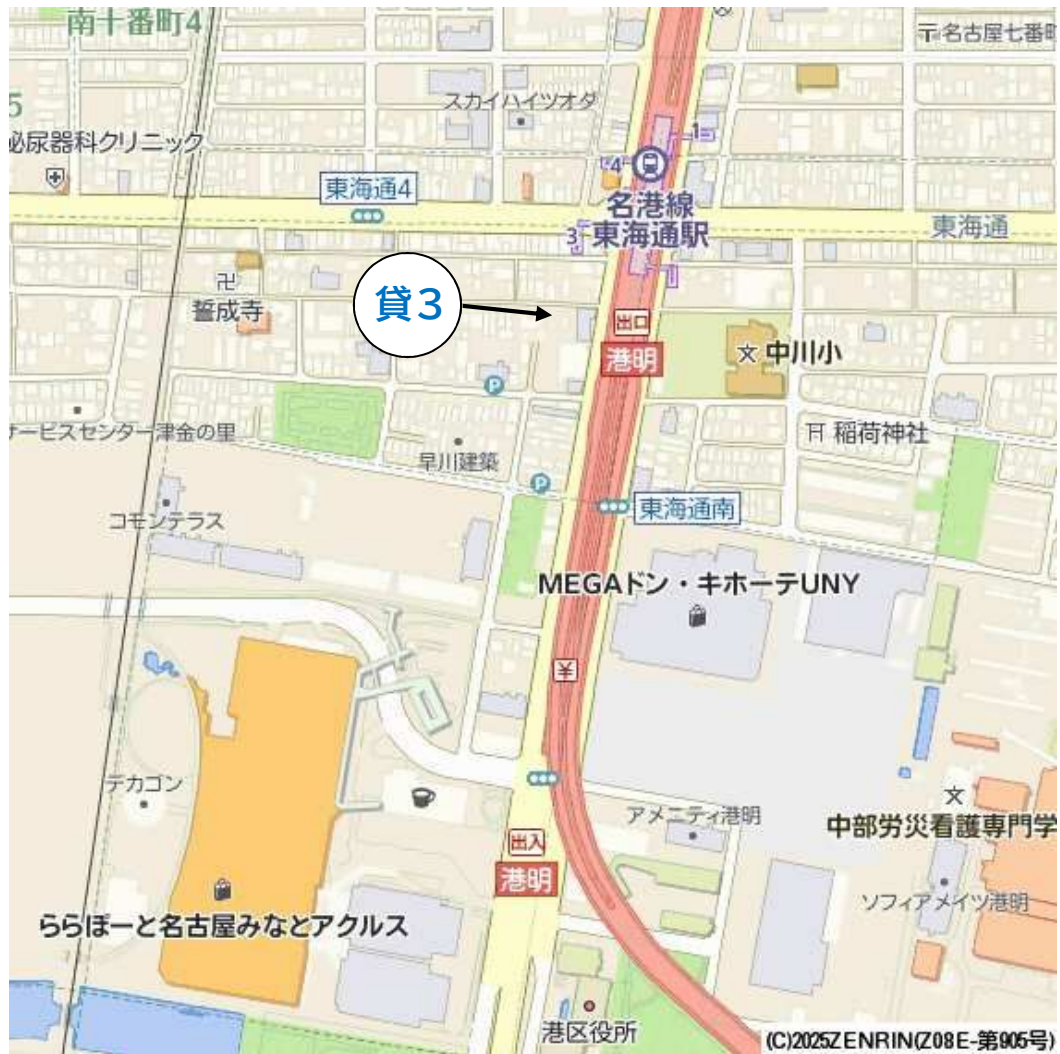 南十番町4
〒名古屋七番町
5
スカイハイツオダ
泌尿器科クリニック
1
4
東海通4
名港線
東海通駅
3
東海通
誓成寺
貸3
出口
港明
文 中川小
P
サービスセンター津金の里
早川建築
稲荷神社
P
コモンテラス
東海通南
MEGAドン・キホーテUNY
¥
デカゴン
アメニティ港明
文
中部労災看護専門学
出入
港明
ソフィアメイツ港明
ららぽーと名古屋みなとアクルス
港区役所
(C)2025ZENRIN(Z08E-第905号)